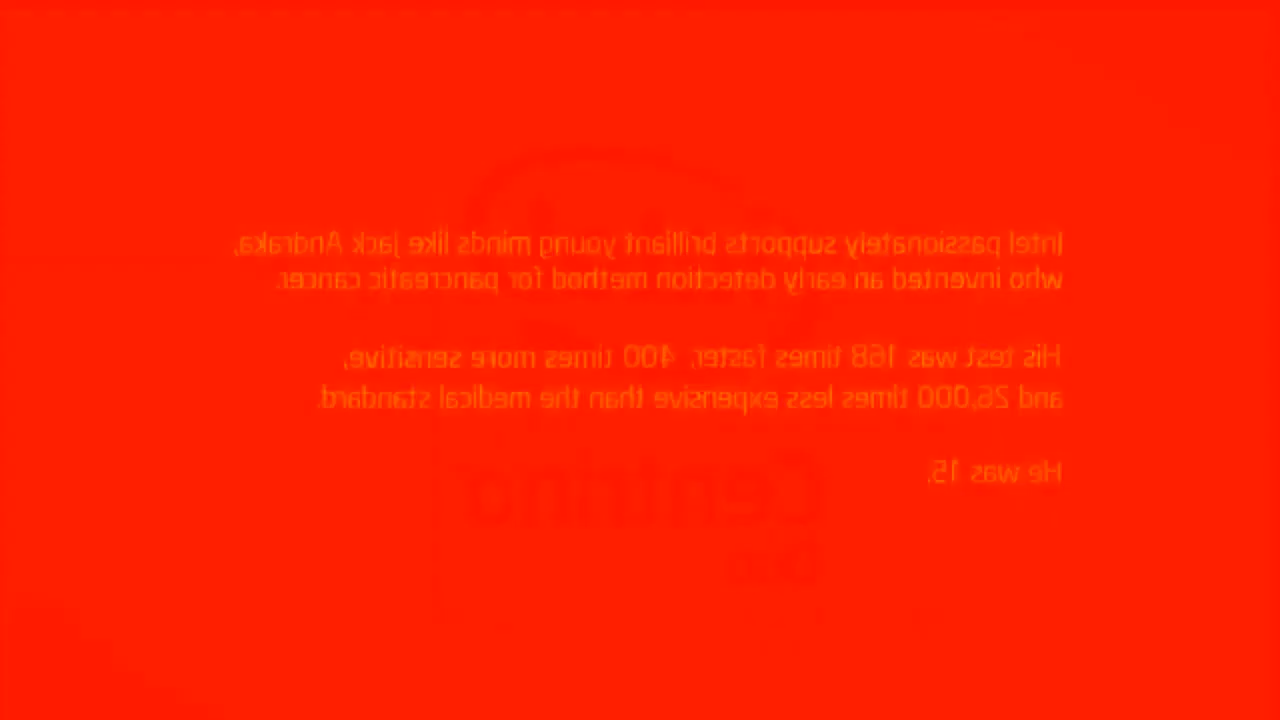 Intel passionately supports brilliant young minds like Jack Andraka,
who invented an early detection method for pancreatic cancer.
His test was 168 times faster, 400 times more sensitive,
and 26,000 times less expensive than the medical standard.
He was 15.
Centrino